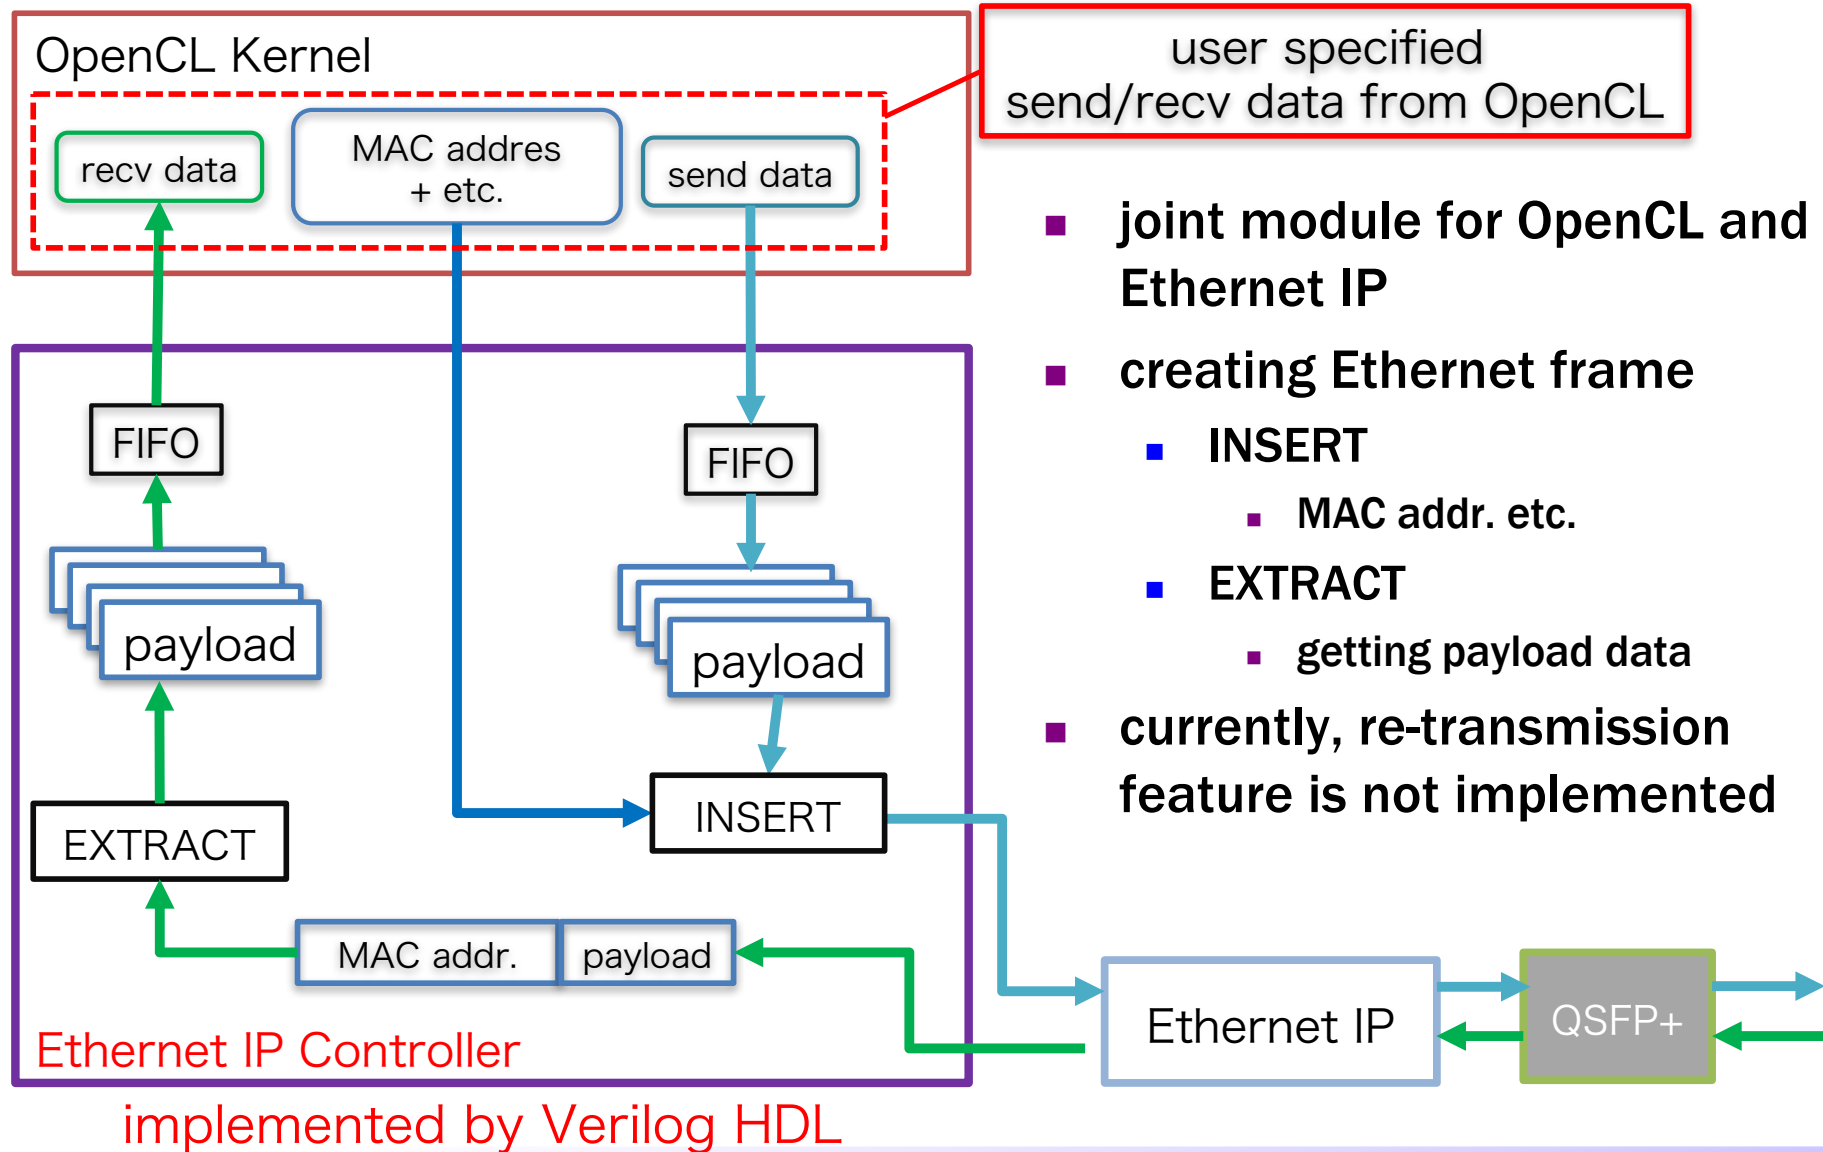 OpenCL Kernel
user specified
send/recv data from OpenCL
recv data
MAC addres
+ etc.
send data
FIFO
FIFO
payload
payload
EXTRACT
INSERT
MAC addr.
payload
Ethernet IP Controller
implemented by Verilog HDL
joint module for OpenCL and
Ethernet IP
creating Ethernet frame
INSERT
MAC addr. etc.
EXTRACT
getting payload data
currently, re-transmission
feature is not implemented
Ethernet IP
QSFP+